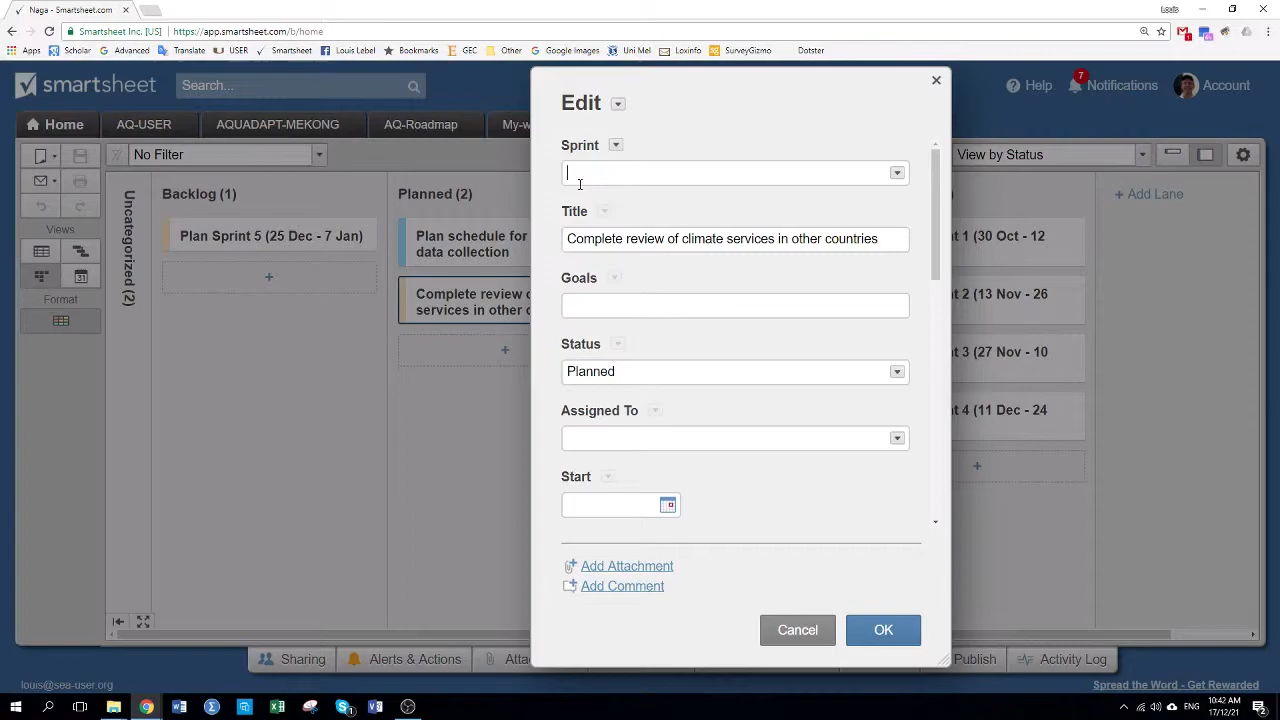 Naga - Smartsheet.com
Louis
Smartsheet Inc. [US] https://app.smartsheet.com/b/home
Apps Scholar Advanced Translate USER Smartsheet Louis Lebel Bookmarks GEC Other Google Images Uni Mel Loxinfo SurveyGizmo Dotster
smartsheet
Search...
Help
7
Notifications
Account
Home
AQ-USER
AQUADAPT-MEKONG
AQ-Roadmap
My-w
No Filter
View by Status
Views
Format
Uncategorized (2)
Backlog (1)
Plan Sprint 5 (25 Dec - 7 Jan)
Planned (2)
Plan schedule for
data collection
Complete review o
services in other c
t 1 (30 Oct - 12
t 2 (13 Nov - 26
t 3 (27 Nov - 10
t 4 (11 Dec - 24
+ Add Lane
Edit
Sprint
Title
Complete review of climate services in other countries
Goals
Status
Planned
Assigned To
Start
Add Attachment
Add Comment
Cancel
OK
Sharing
Alerts & Actions
Attac
Publish
Activity Log
louis@sea-user.org
Spread the Word - Get Rewarded
ENG
10:42 AM
17/12/21